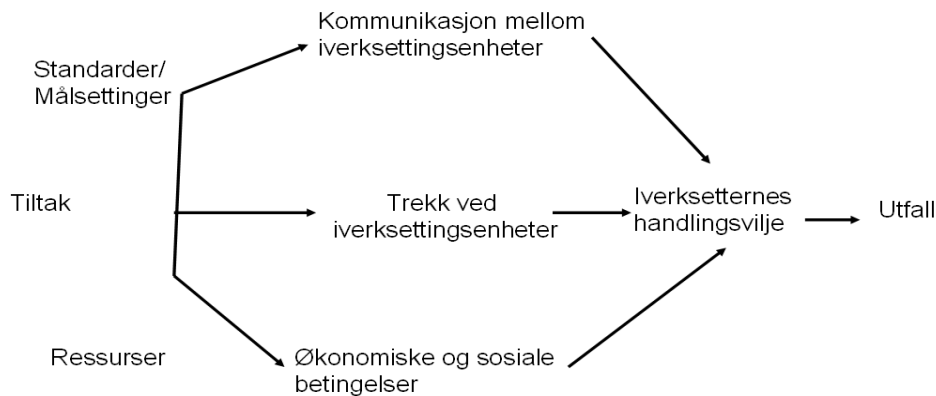 Kommunikasjon mellom
iverksettingsenheter
Standarder/
Målsettinger
Tiltak
Trekk ved
iverksettingsenheter
Iverksetternes
handlingsvilje
Utfall
Ressurser
Økonomiske og sosiale
betingelser